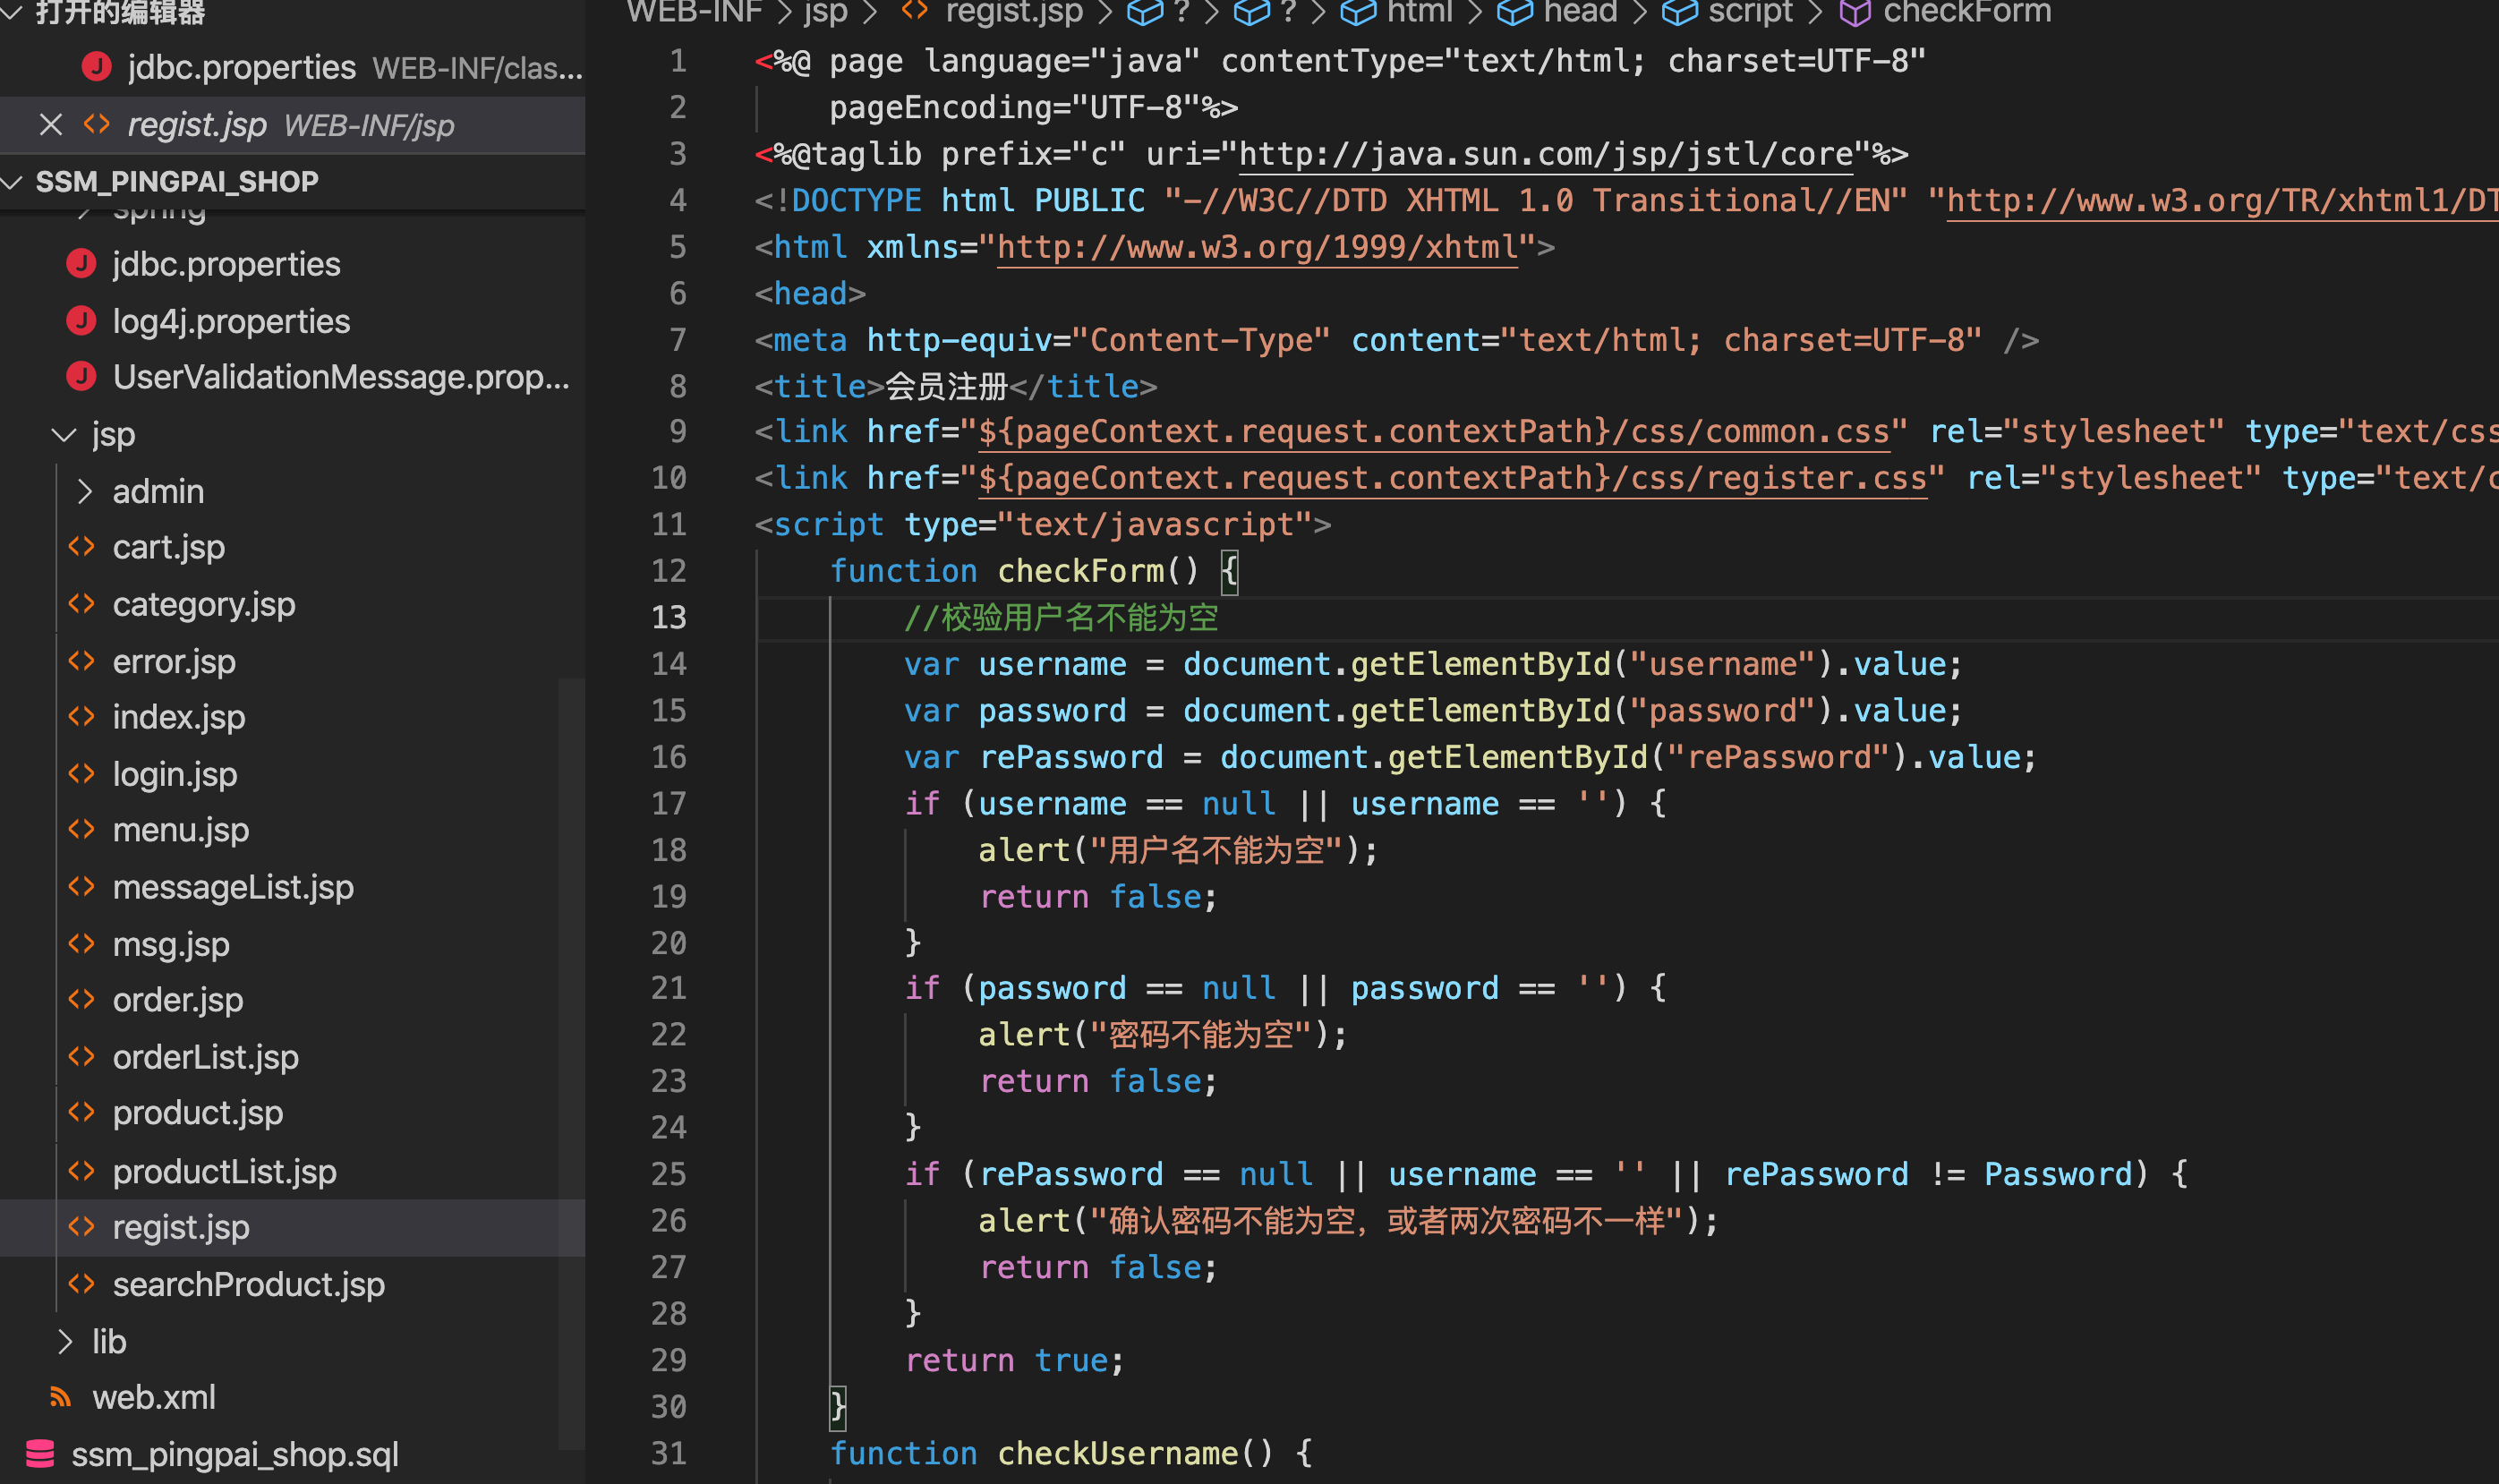 打开的编辑器
jdbc.properties WEB-INF/clas...
regist.jsp WEB-INF/jsp
SSM_PINGPAI_SHOP
spring
jdbc.properties
log4j.properties
UserValidationMessage.prop...
jsp
admin
cart.jsp
category.jsp
error.jsp
index.jsp
login.jsp
menu.jsp
messageList.jsp
msg.jsp
order.jsp
orderList.jsp
product.jsp
productList.jsp
regist.jsp
searchProduct.jsp
lib
web.xml
ssm_pingpai_shop.sql
WEB-INF > jsp > regist.jsp > ? > ? > html > head > script > checkForm
1 <%@ page language="java" contentType="text/html; charset=UTF-8"
2 pageEncoding="UTF-8"%>
3 <%@taglib prefix="c" uri="http://java.sun.com/jsp/jstl/core"%>
4 <!DOCTYPE html PUBLIC "-//W3C//DTD XHTML 1.0 Transitional//EN" "http://www.w3.org/TR/xhtml1/DT
5 <html xmlns="http://www.w3.org/1999/xhtml">
6 <head>
7 <meta http-equiv="Content-Type" content="text/html; charset=UTF-8" />
8 <title>会员注册</title>
9 <link href="${pageContext.request.contextPath}/css/common.css" rel="stylesheet" type="text/css
10 <link href="${pageContext.request.contextPath}/css/register.css" rel="stylesheet" type="text/c
11 <script type="text/javascript">
12 function checkForm() {
13 //校验用户名不能为空
14 var username = document.getElementById("username").value;
15 var password = document.getElementById("password").value;
16 var rePassword = document.getElementById("rePassword").value;
17 if (username == null || username == '') {
18 alert("用户名不能为空");
19 return false;
20 }
21 if (password == null || password == '') {
22 alert("密码不能为空");
23 return false;
24 }
25 if (rePassword == null || username == '' || rePassword != Password) {
26 alert("确认密码不能为空，或者两次密码不一样");
27 return false;
28 }
29 return true;
30 }
31 function checkUsername() {